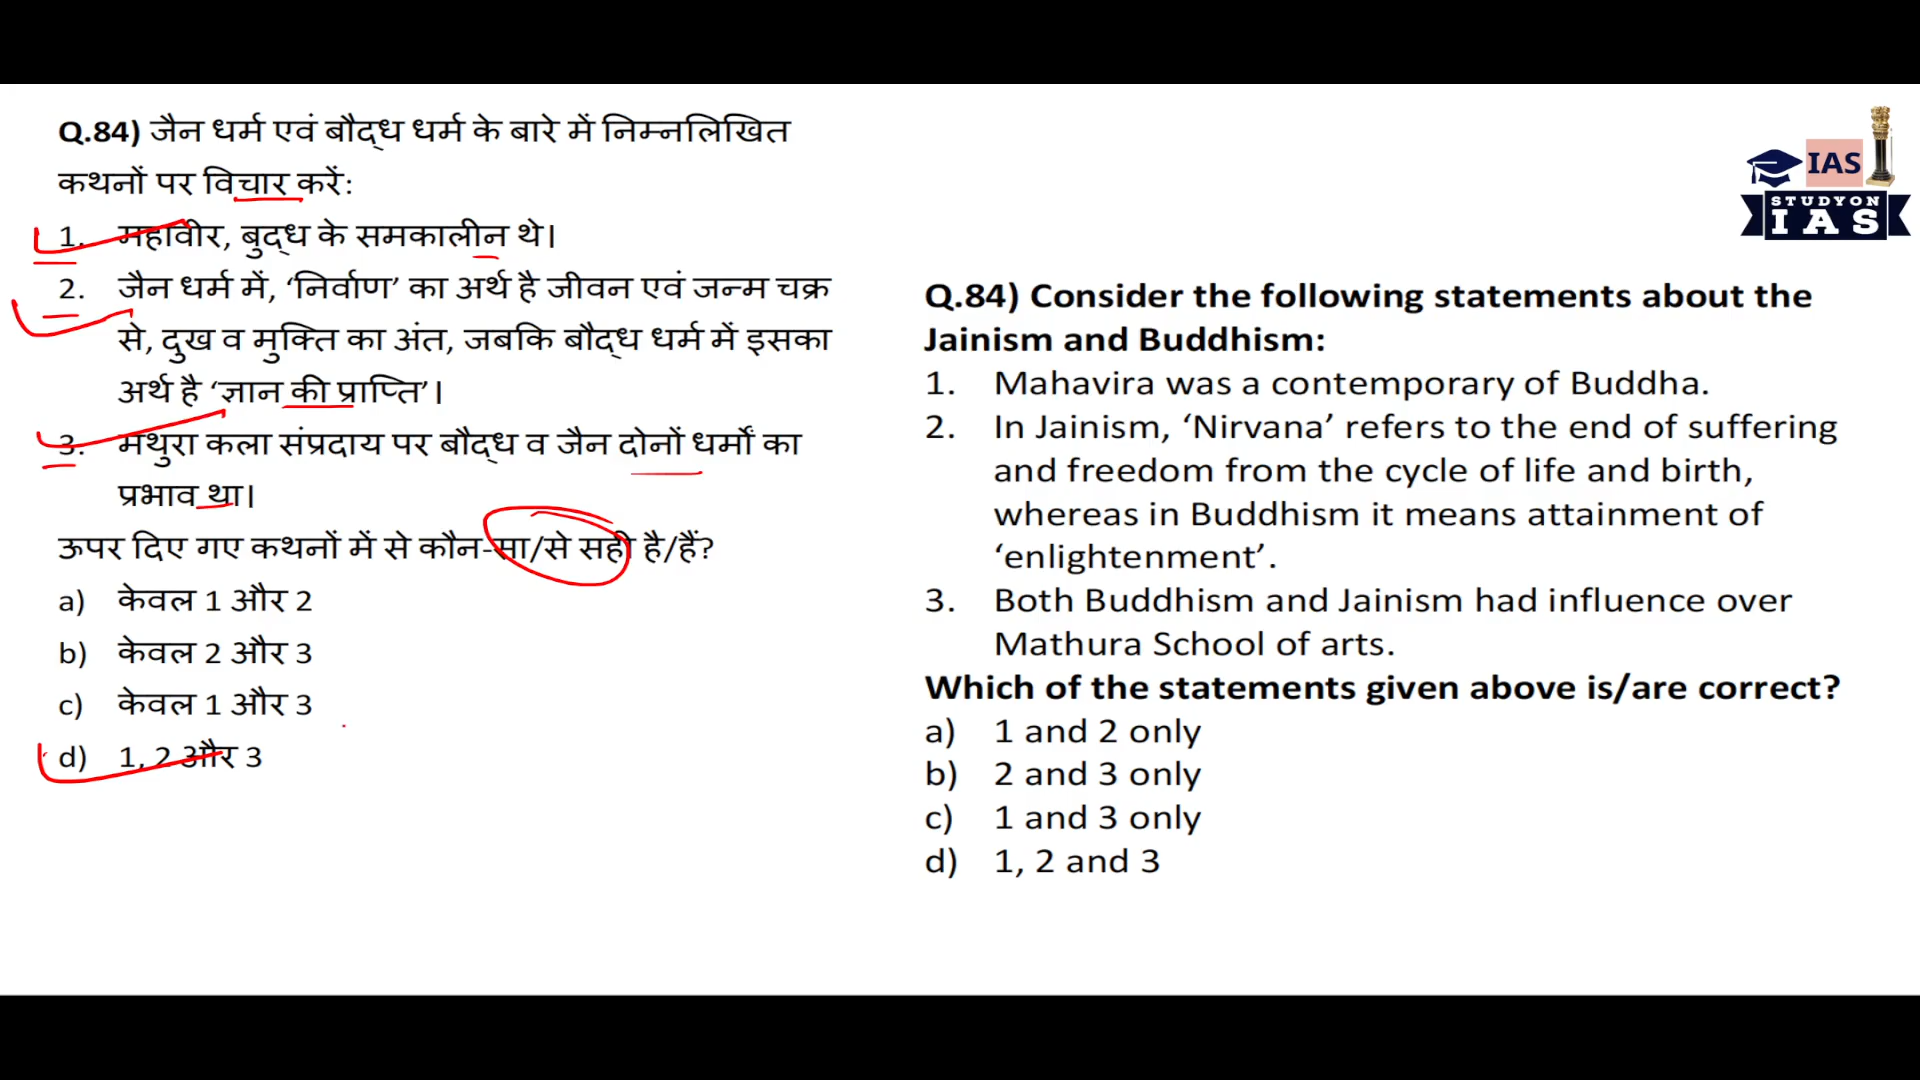 Q.84) जैन धर्म एवं बौद्ध धर्म के बारे में निम्नलिखित
कथनों पर विचार करें:
1. महावीर, बुद्ध के समकालीन थे।
2. जैन धर्म में, ‘निर्वाण’ का अर्थ है जीवन एवं जन्म चक्र
से, दुख व मुक्ति का अंत, जबकि बौद्ध धर्म में इसका
अर्थ है ‘ज्ञान की प्राप्ति’।
3. मथुरा कला संप्रदाय पर बौद्ध व जैन दोनों धर्मों का
प्रभाव था।
ऊपर दिए गए कथनों में से कौन-सा/से सही है/हैं?
a) केवल 1 और 2
b) केवल 2 और 3
c) केवल 1 और 3
d) 1, 2 और 3
IAS
STUDYON
IAS
Q.84) Consider the following statements about the
Jainism and Buddhism:
1. Mahavira was a contemporary of Buddha.
2. In Jainism, ‘Nirvana’ refers to the end of suffering
and freedom from the cycle of life and birth,
whereas in Buddhism it means attainment of
‘enlightenment’.
3. Both Buddhism and Jainism had influence over
Mathura School of arts.
Which of the statements given above is/are correct?
a) 1 and 2 only
b) 2 and 3 only
c) 1 and 3 only
d) 1, 2 and 3